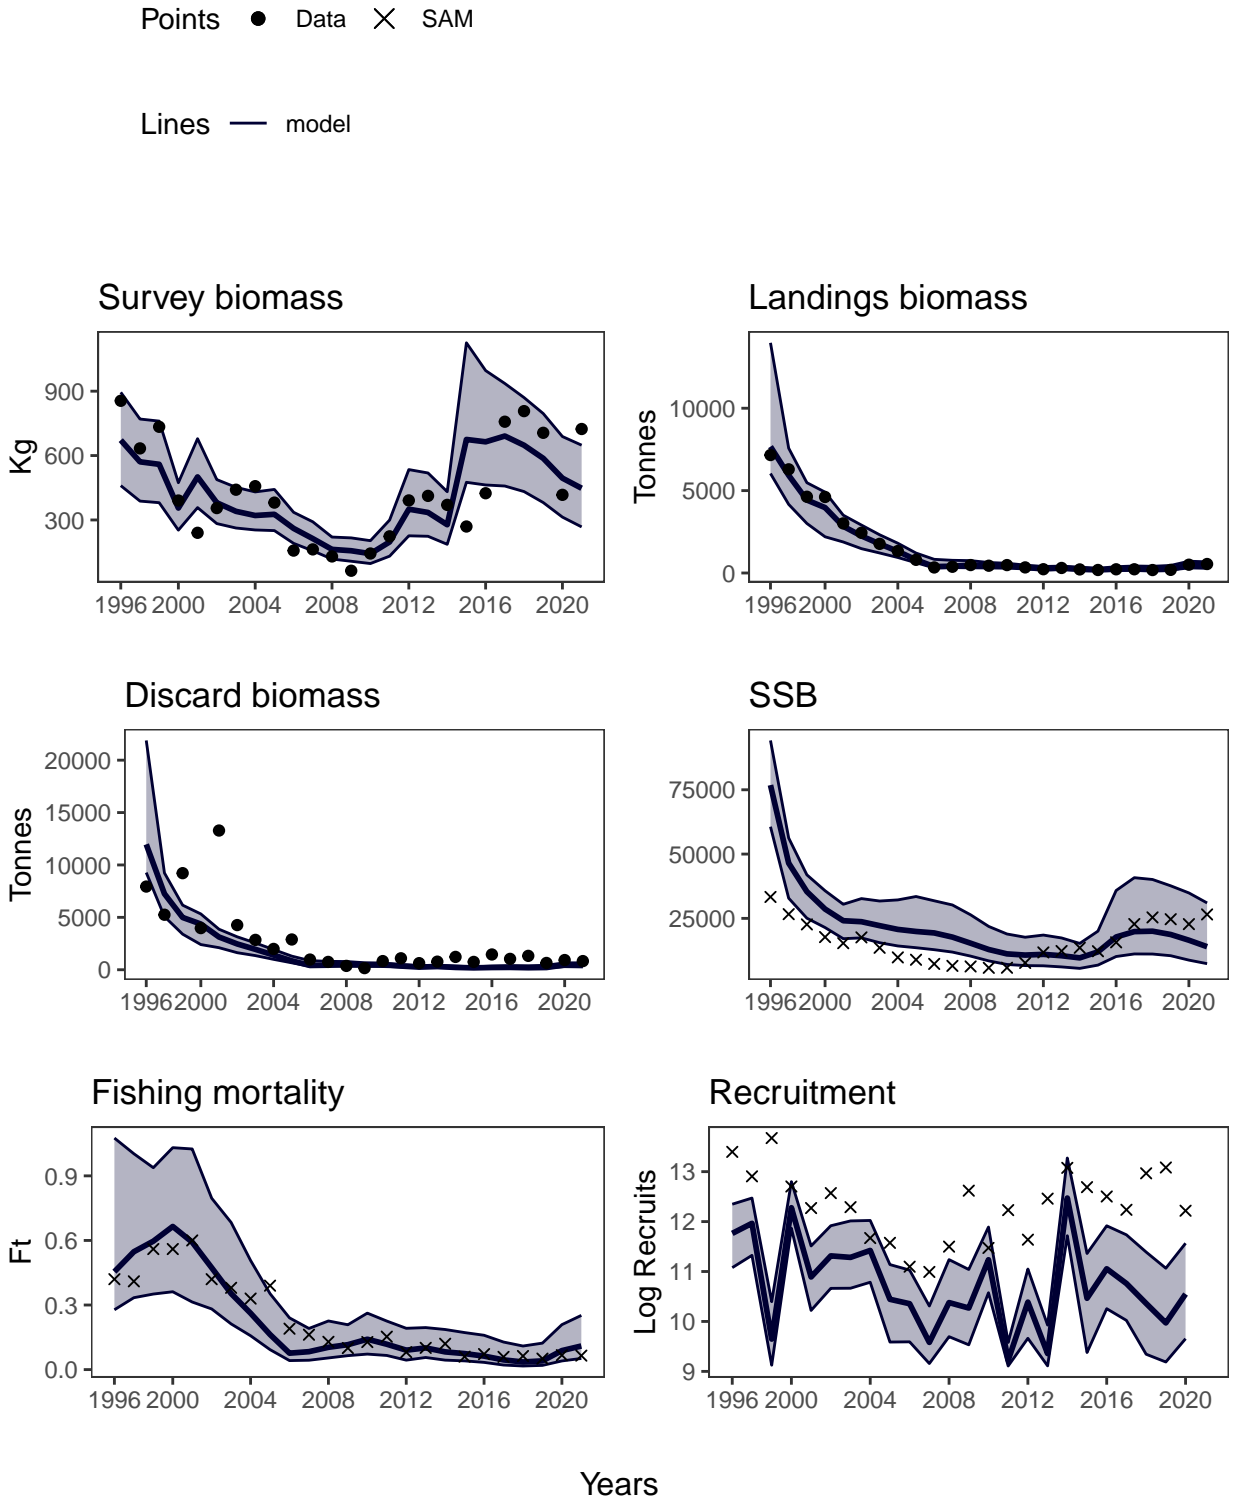 Points Data SAM
Lines model
Survey biomass
Landings biomass
Kg
900
600
300
1996 2000 2004 2008 2012 2016 2020
Tonnes
10000
5000
0
1996 2000 2004 2008 2012 2016 2020
Discard biomass
SSB
Tonnes
20000
15000
10000
5000
0
1996 2000 2004 2008 2012 2016 2020
75000
50000
25000
1996 2000 2004 2008 2012 2016 2020
Fishing mortality
Recruitment
Ft
0.9
0.6
0.3
0.0
1996 2000 2004 2008 2012 2016 2020
Log Recruits
13
12
11
10
9
1996 2000 2004 2008 2012 2016 2020
Years